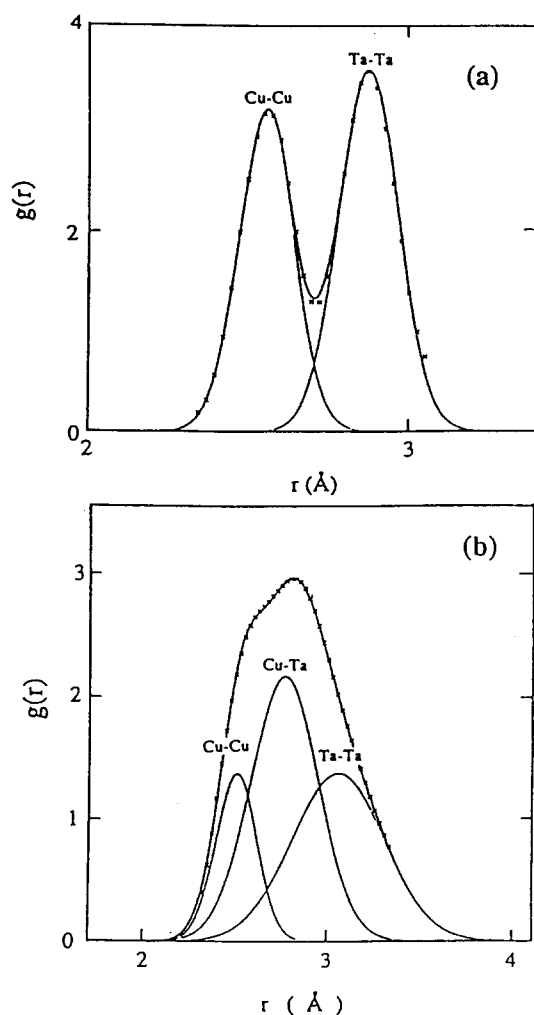 4
Ta-Ta
(a)
Cu-Cu
g(r)
2
0
2
3
r (Å)
(b)
3
Cu-Ta
g(r)
2
Cu-Cu
Ta-Ta
1
0
2
3
4
r ( Å )